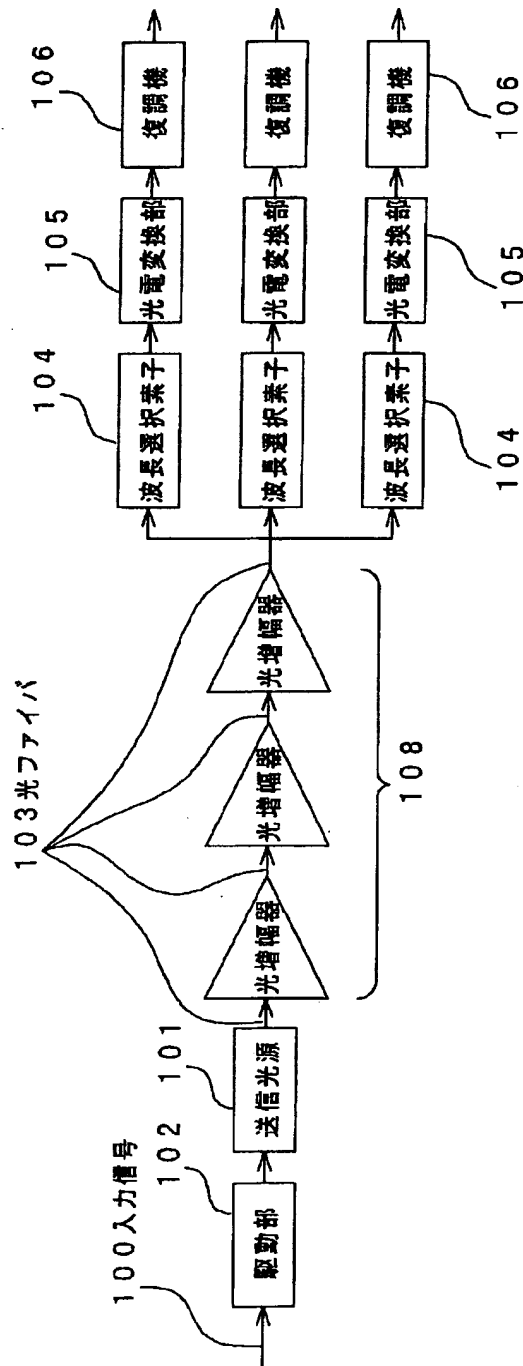 100入力信号
102
駆動部
101
送信光源
103光ファイバ
光増幅器
光増幅器
光増幅器
108
104
波長選択素子
105
光電変換部
106
復調機
波長選択素子
光電変換部
復調機
波長選択素子
104
光電変換部
105
復調機
106